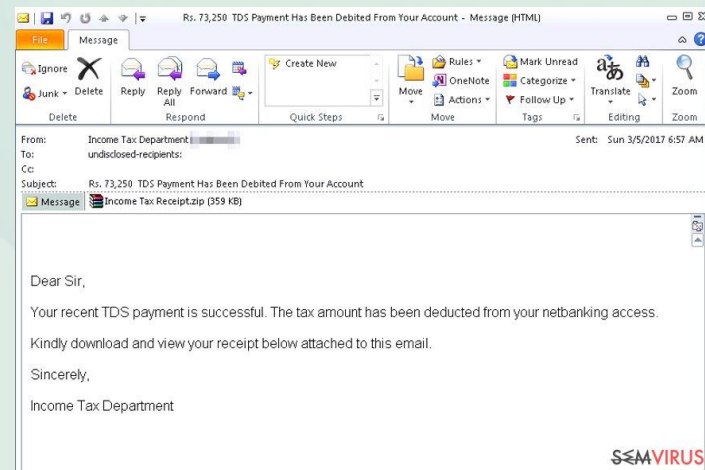 Rs. 73,250 TDS Payment Has Been Debited From Your Account - Message (HTML)
File Message
Ignore
Junk
Delete
Reply
Reply All
Forward
Create New
Move
Rules
OneNote
Actions
Mark Unread
Categorize
Follow Up
Translate
Zoom
Delete Respond Quick Steps Move Tags Editing Zoom
From: Income Tax Department Sent: Sun 3/5/2017 6:57 AM
To: undisclosed-recipients:
Cc:
Subject: Rs. 73,250 TDS Payment Has Been Debited From Your Account
Message Income Tax Receipt.zip (359 KB)
Dear Sir,
Your recent TDS payment is successful. The tax amount has been deducted from your netbanking access.
Kindly download and view your receipt below attached to this email.
Sincerely,
Income Tax Department
SEMVIRUS